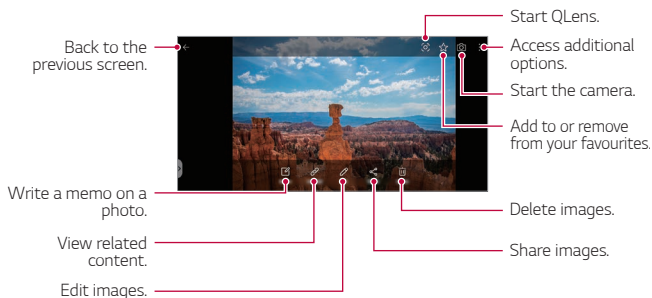 Start QLens.
Back to the
previous screen.
Access additional
options.
Start the camera.
Add to or remove
from your favourites.
Write a memo on a
photo.
Delete images.
View related
content.
Share images.
Edit images.